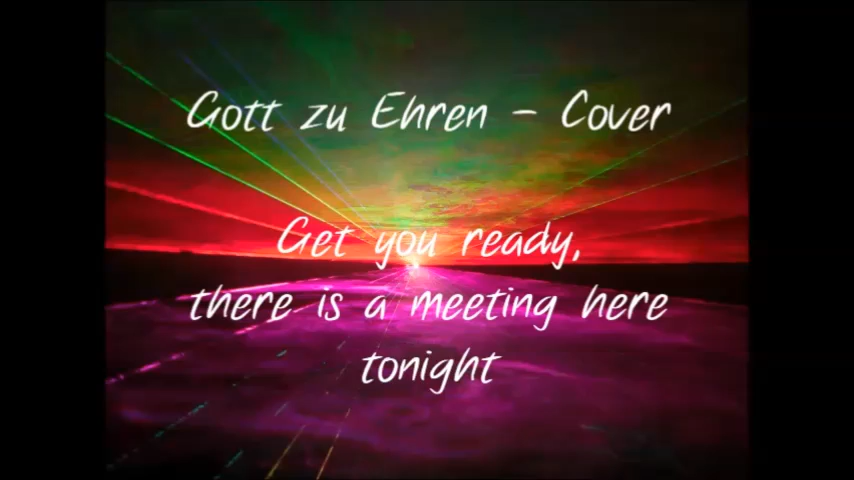 Gott zu Ehren - Cover
Get you ready,
there is a meeting here
tonight